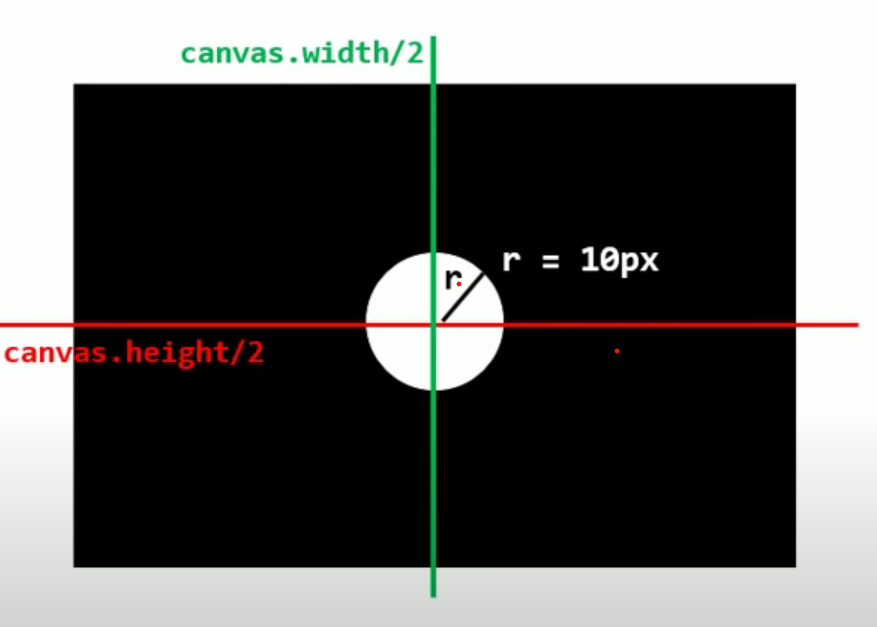 canvas.width/2
r
r = 10px
canvas.height/2